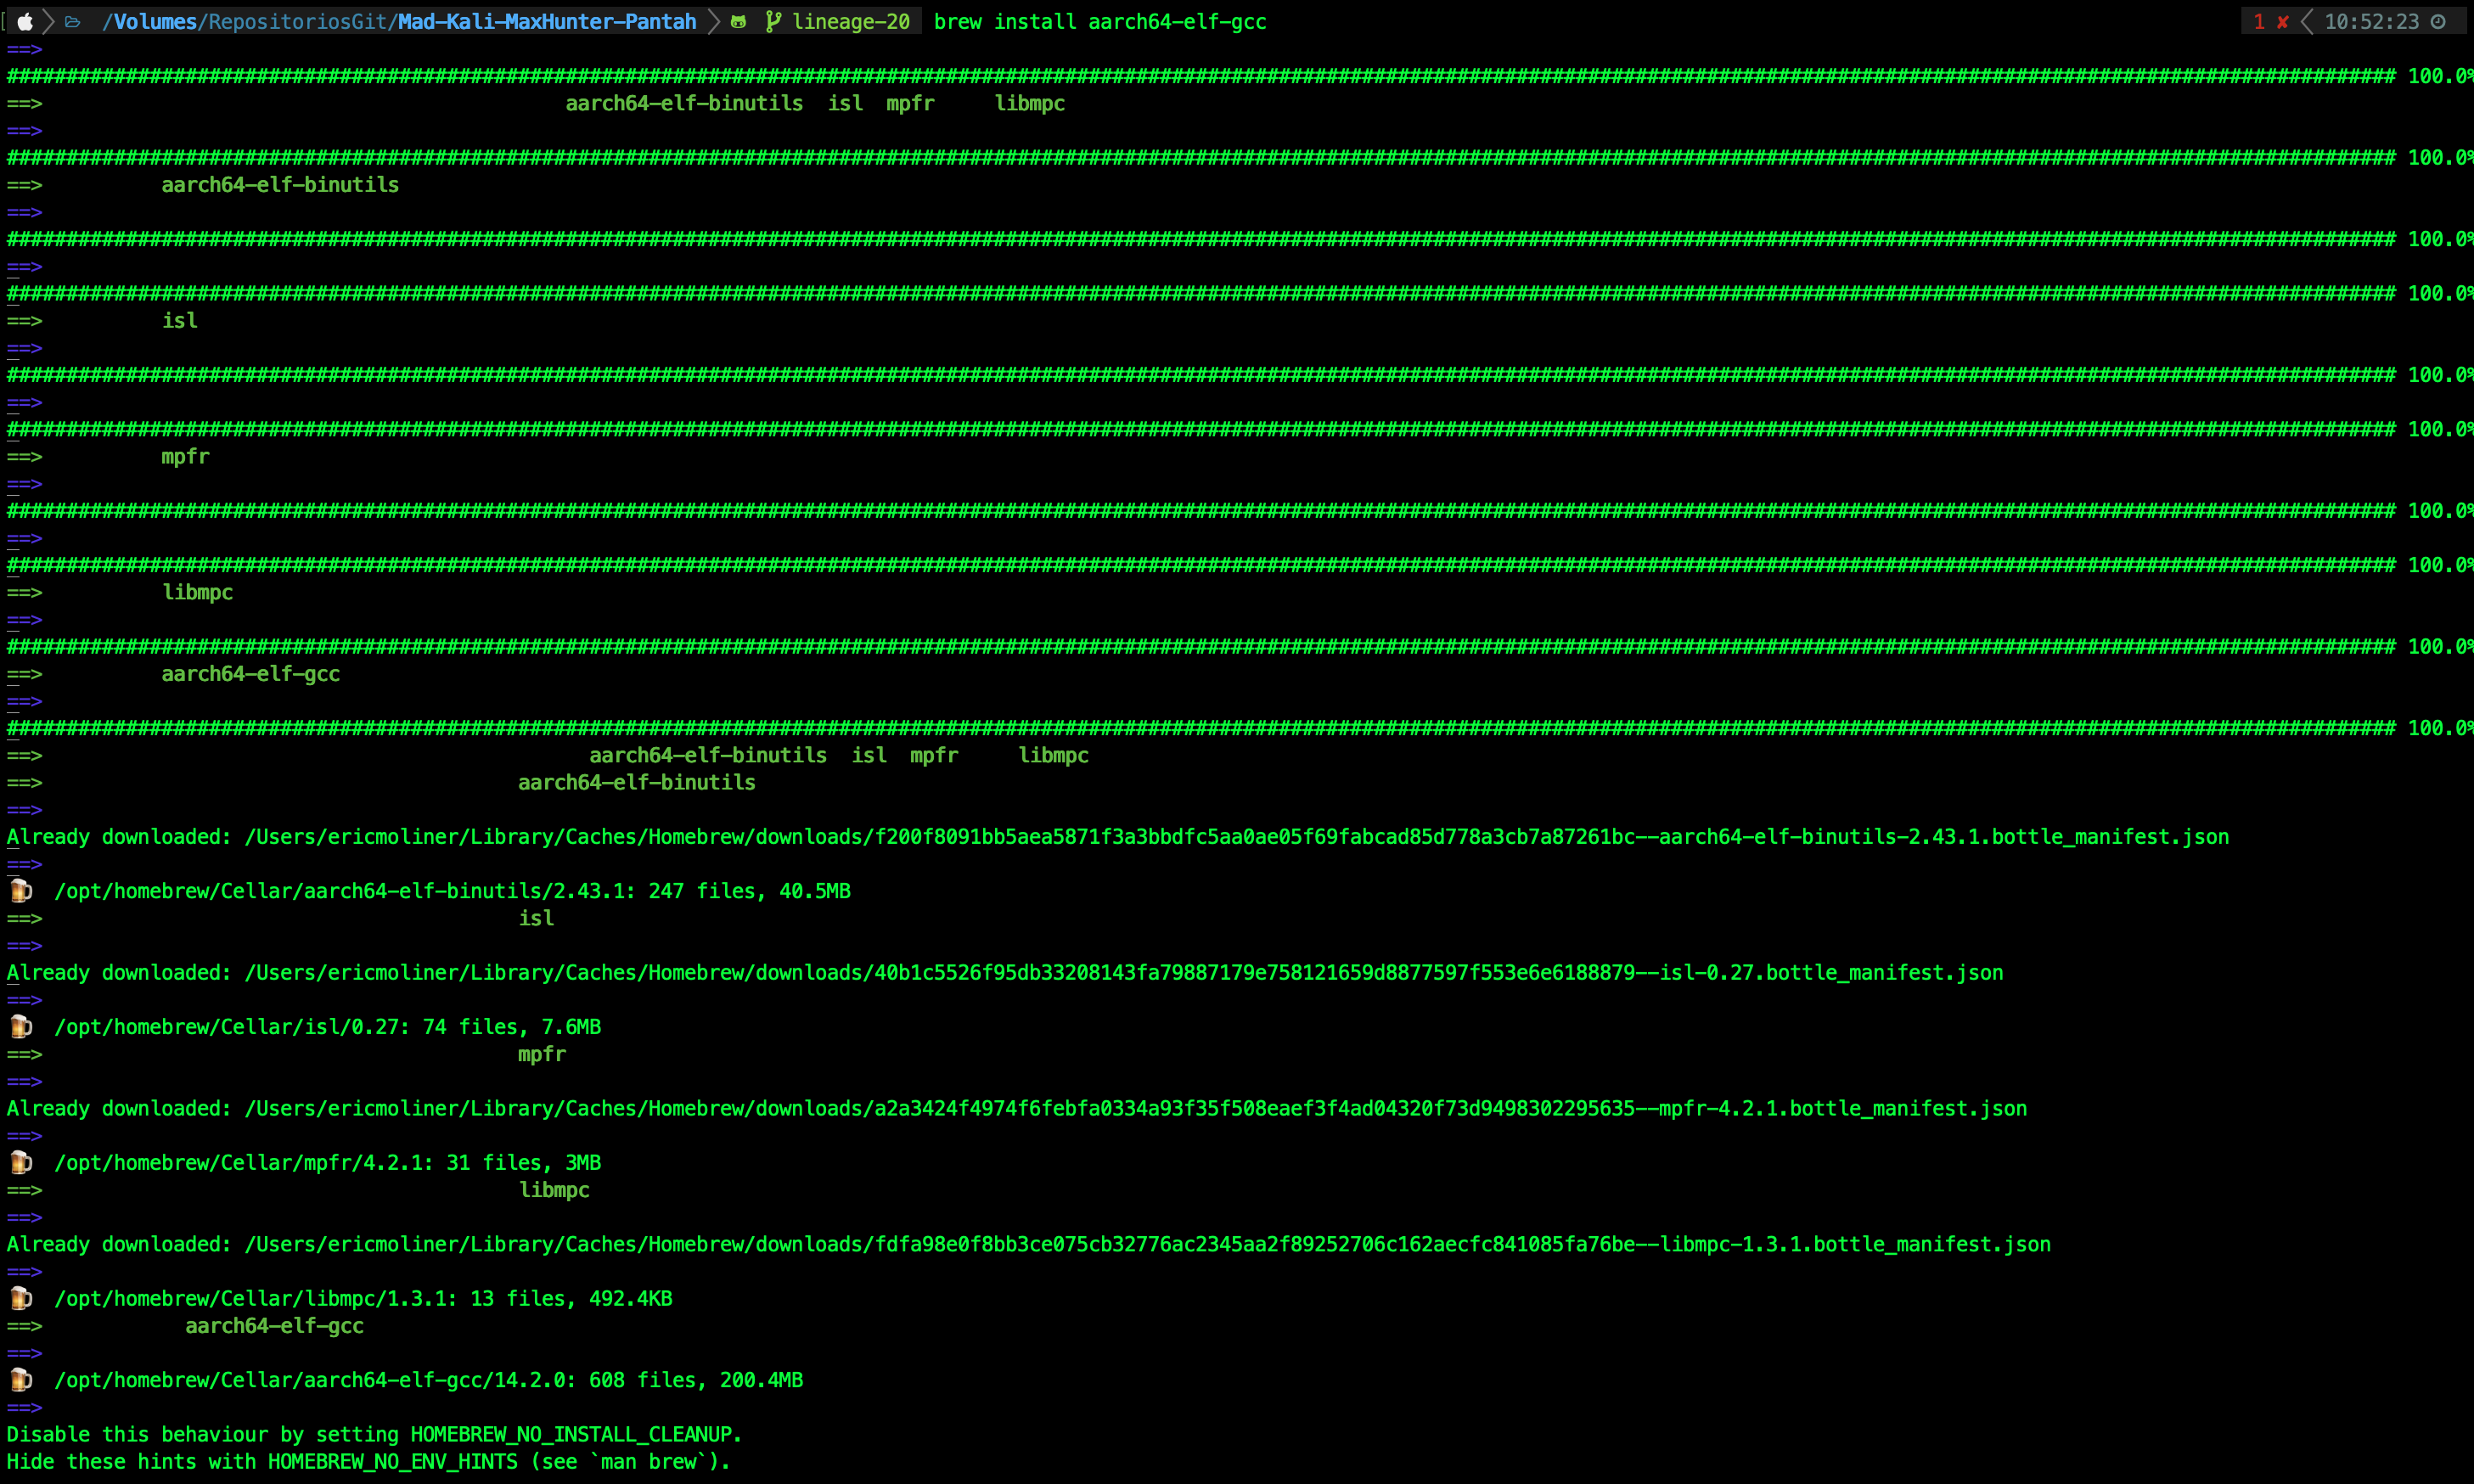 /Volumes/RepositoriosGit/Mad-Kali-MaxHunter-Pantah lineage-20 brew install aarch64-elf-gcc 1 ✘ 10:52:23
==>
######################################################################## 100.0%
==> aarch64-elf-binutils isl mpfr libmpc
==>
######################################################################## 100.0%
==> aarch64-elf-binutils
==>
######################################################################## 100.0%
==>
######################################################################## 100.0%
==> isl
==>
######################################################################## 100.0%
==>
######################################################################## 100.0%
==> mpfr
==>
######################################################################## 100.0%
==>
######################################################################## 100.0%
==> libmpc
==>
######################################################################## 100.0%
==> aarch64-elf-gcc
==>
######################################################################## 100.0%
==> aarch64-elf-binutils isl mpfr libmpc
==> aarch64-elf-binutils
==>
Already downloaded: /Users/ericmoliner/Library/Caches/Homebrew/downloads/f200f8091bb5aea5871f3a3bbdfc5aa0ae05f69fabcad85d778a3cb7a87261bc--aarch64-elf-binutils-2.43.1.bottle_manifest.json
==>
🍺 /opt/homebrew/Cellar/aarch64-elf-binutils/2.43.1: 247 files, 40.5MB
==> isl
==>
Already downloaded: /Users/ericmoliner/Library/Caches/Homebrew/downloads/40b1c5526f95db33208143fa79887179e758121659d8877597f553e6e6188879--isl-0.27.bottle_manifest.json
==>
🍺 /opt/homebrew/Cellar/isl/0.27: 74 files, 7.6MB
==> mpfr
==>
Already downloaded: /Users/ericmoliner/Library/Caches/Homebrew/downloads/a2a3424f4974f6febfa0334a93f35f508eaef3f4ad04320f73d9498302295635--mpfr-4.2.1.bottle_manifest.json
==>
🍺 /opt/homebrew/Cellar/mpfr/4.2.1: 31 files, 3MB
==> libmpc
==>
Already downloaded: /Users/ericmoliner/Library/Caches/Homebrew/downloads/fdfa98e0f8bb3ce075cb32776ac2345aa2f89252706c162aecfc841085fa76be--libmpc-1.3.1.bottle_manifest.json
==>
🍺 /opt/homebrew/Cellar/libmpc/1.3.1: 13 files, 492.4KB
==> aarch64-elf-gcc
==>
🍺 /opt/homebrew/Cellar/aarch64-elf-gcc/14.2.0: 608 files, 200.4MB
==>
Disable this behaviour by setting HOMEBREW_NO_INSTALL_CLEANUP.
Hide these hints with HOMEBREW_NO_ENV_HINTS (see `man brew`).